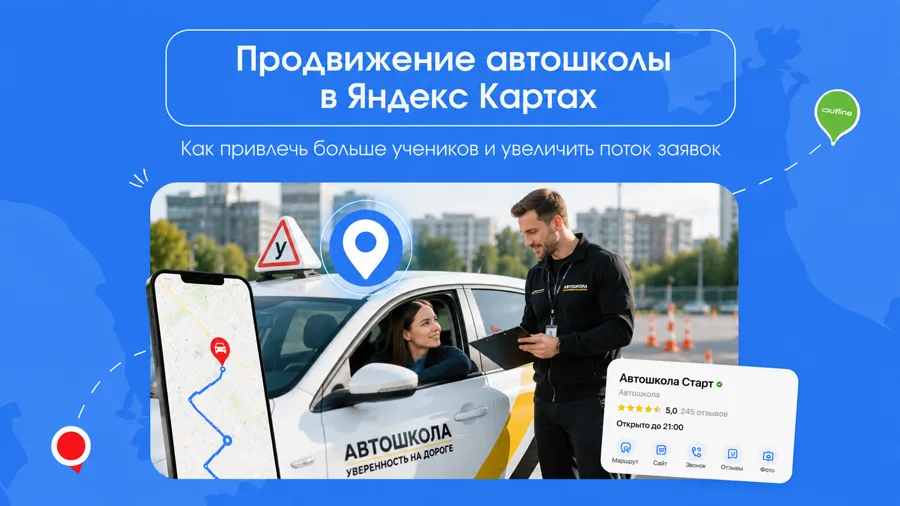 Продвижение автошколы
в Яндекс Картах
Как привлечь больше учеников и увеличить поток заявок
outline
У
АВТОШКОЛА
АВТОШКОЛА
УВЕРЕННОСТЬ НА ДОРОГЕ
Автошкола Старт
Автошкола
5,0 245 отзывов
Открыто до 21:00
Маршрут Сайт Звонок Отзывы Фото